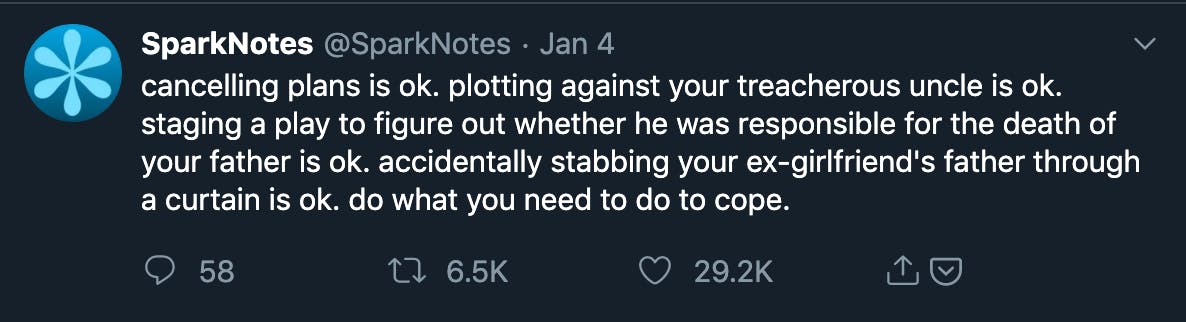 SparkNotes @SparkNotes · Jan 4
cancelling plans is ok. plotting against your treacherous uncle is ok.
staging a play to figure out whether he was responsible for the death of
your father is ok. accidentally stabbing your ex-girlfriend's father through
a curtain is ok. do what you need to do to cope.
58 6.5K 29.2K